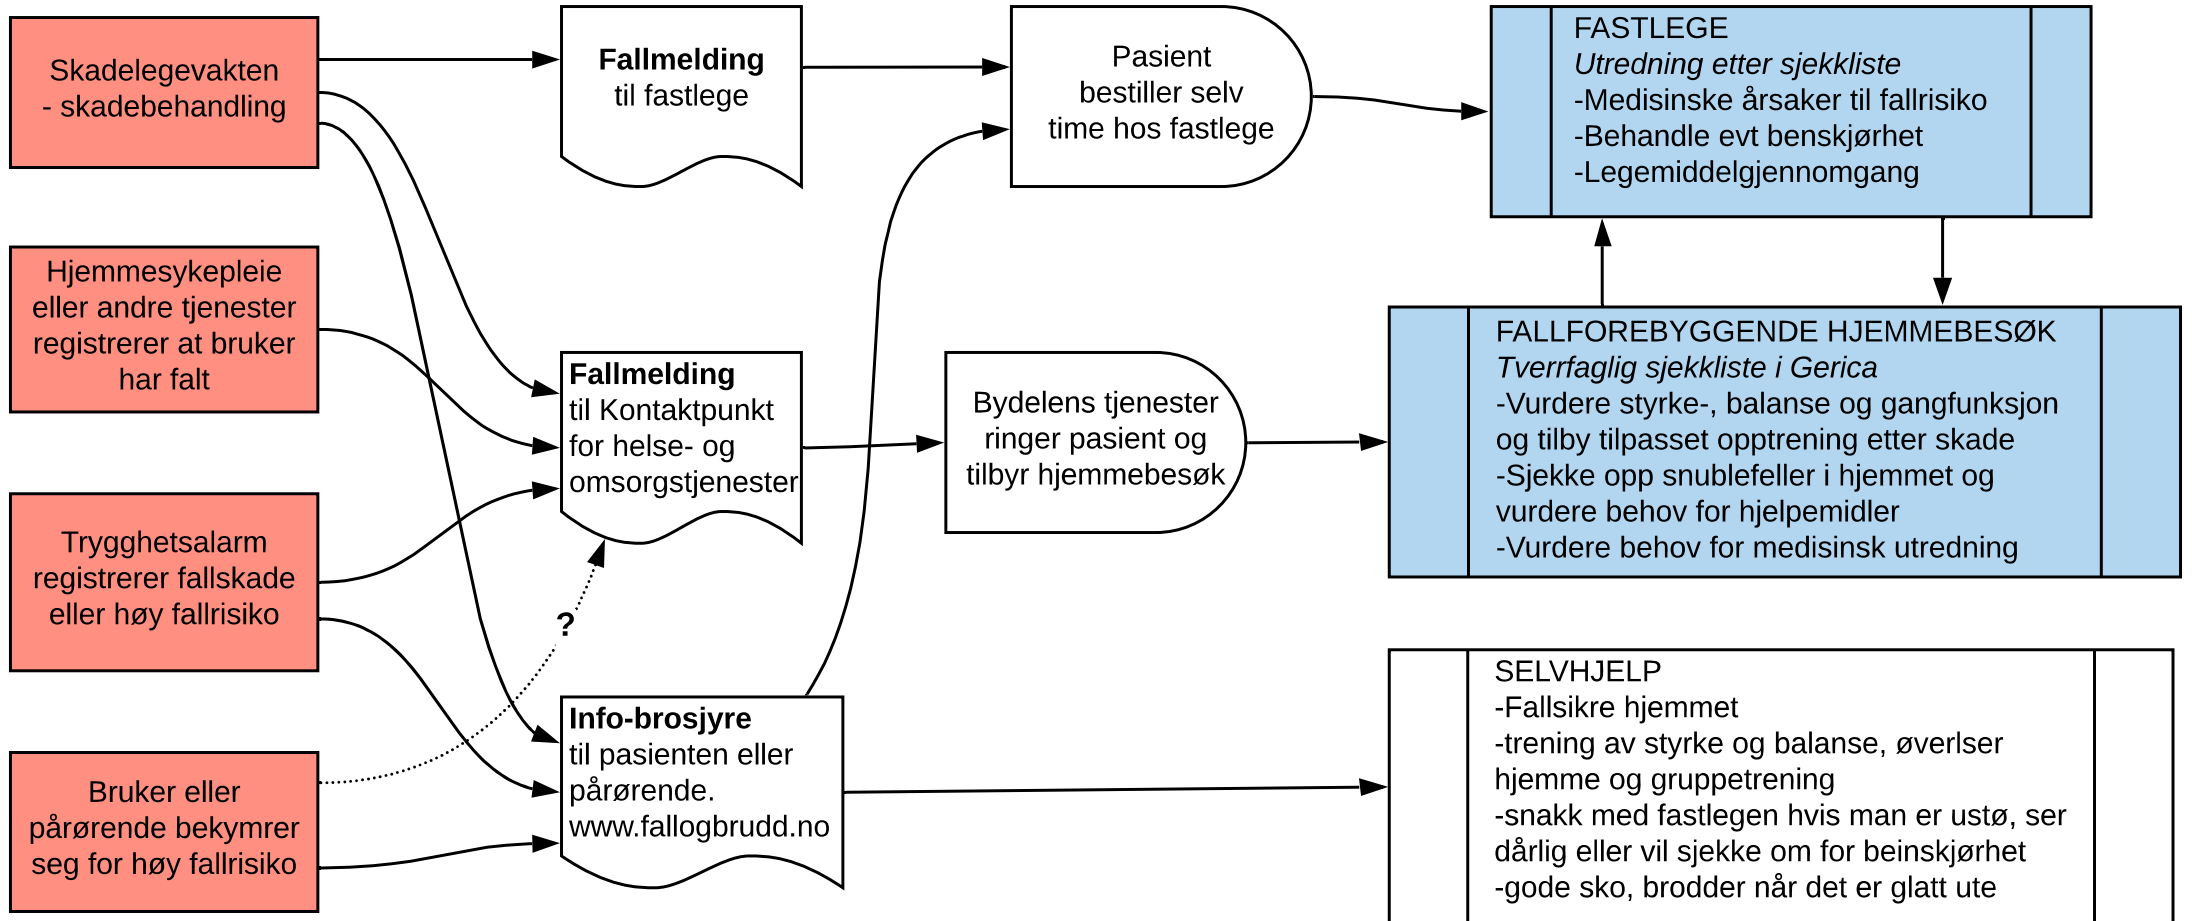 Skadelegevakten
- skadebehandling
Fallmelding
til fastlege
Pasient
bestiller selv
time hos fastlege
FASTLEGE
Utredning etter sjekkliste
-Medisinske årsaker til fallrisiko
-Behandle evt benskjørhet
-Legemiddelgjennomgang
Hjemmesykepleie
eller andre tjenester
registrerer at bruker
har falt
Fallmelding
til Kontaktpunkt
for helse- og
omsorgstjenester
Bydelens tjenester
ringer pasient og
tilbyr hjemmebesøk
FALLFOREBYGGENDE HJEMMEBESØK
Tverrfaglig sjekkliste i Gerica
-Vurdere styrke-, balanse og gangfunksjon
og tilby tilpasset opptrening etter skade
-Sjekke opp snublefeller i hjemmet og
vurdere behov for hjelpemidler
-Vurdere behov for medisinsk utredning
Trygghetsalarm
registrerer fallskade
eller høy fallrisiko
?
Bruker eller
pårørende bekymrer
seg for høy fallrisiko
Info-brosjyre
til pasienten eller
pårørende.
www.fallogbrudd.no
SELVHJELP
-Fallsikre hjemmet
-trening av styrke og balanse, øverlser
hjemme og gruppetrening
-snakk med fastlegen hvis man er ustø, ser
dårlig eller vil sjekke om for beinskjørhet
-gode sko, brodder når det er glatt ute